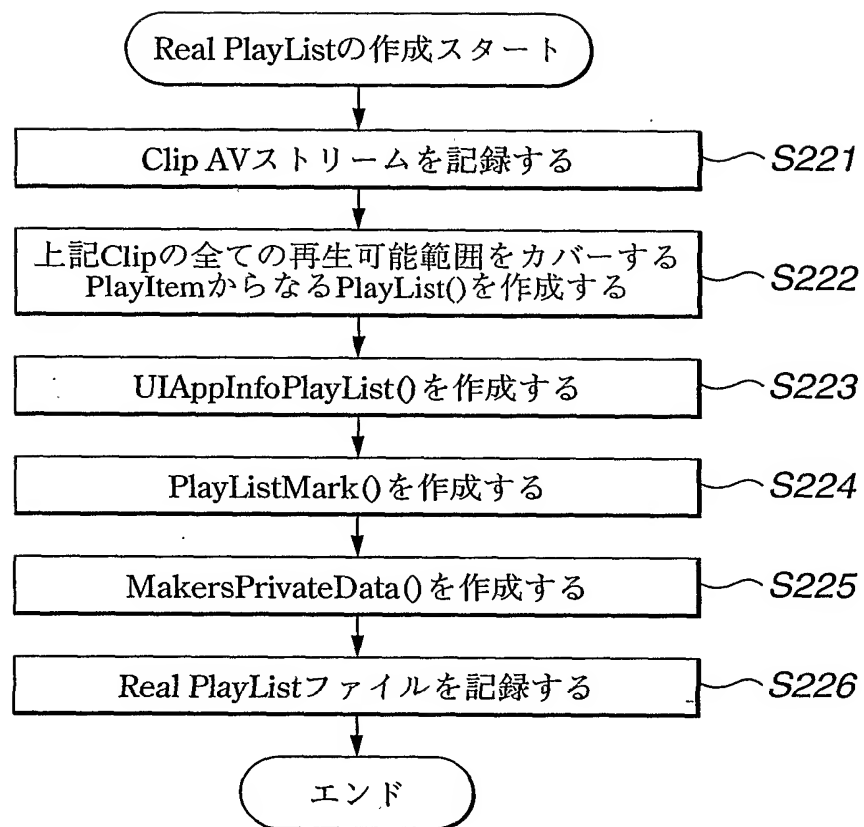 Real PlayListの作成スタート
Clip AVストリームを記録する
S221
上記Clipの全ての再生可能範囲をカバーする
PlayItemからなるPlayList()を作成する
S222
UIAppInfoPlayList()を作成する
S223
PlayListMark()を作成する
S224
MakersPrivateData()を作成する
S225
Real PlayListファイルを記録する
S226
エンド